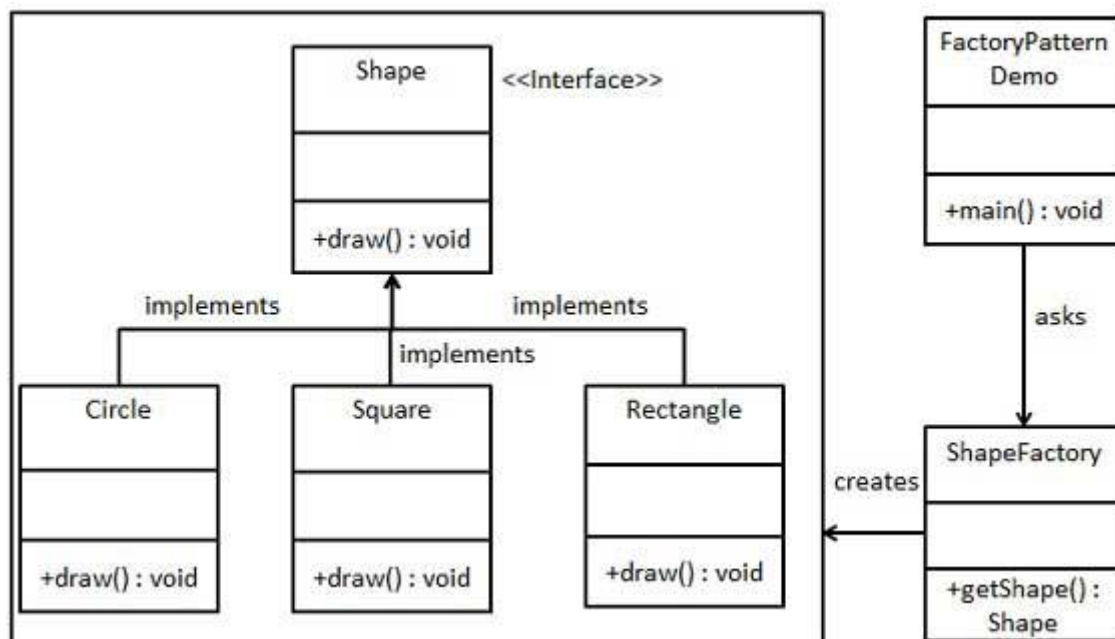 Shape
<<Interface>>
+draw() : void
implements
implements
implements
Circle
+draw() : void
Square
+draw() : void
Rectangle
+draw() : void
FactoryPattern
Demo
+main() : void
asks
ShapeFactory
+getShape() :
Shape
creates